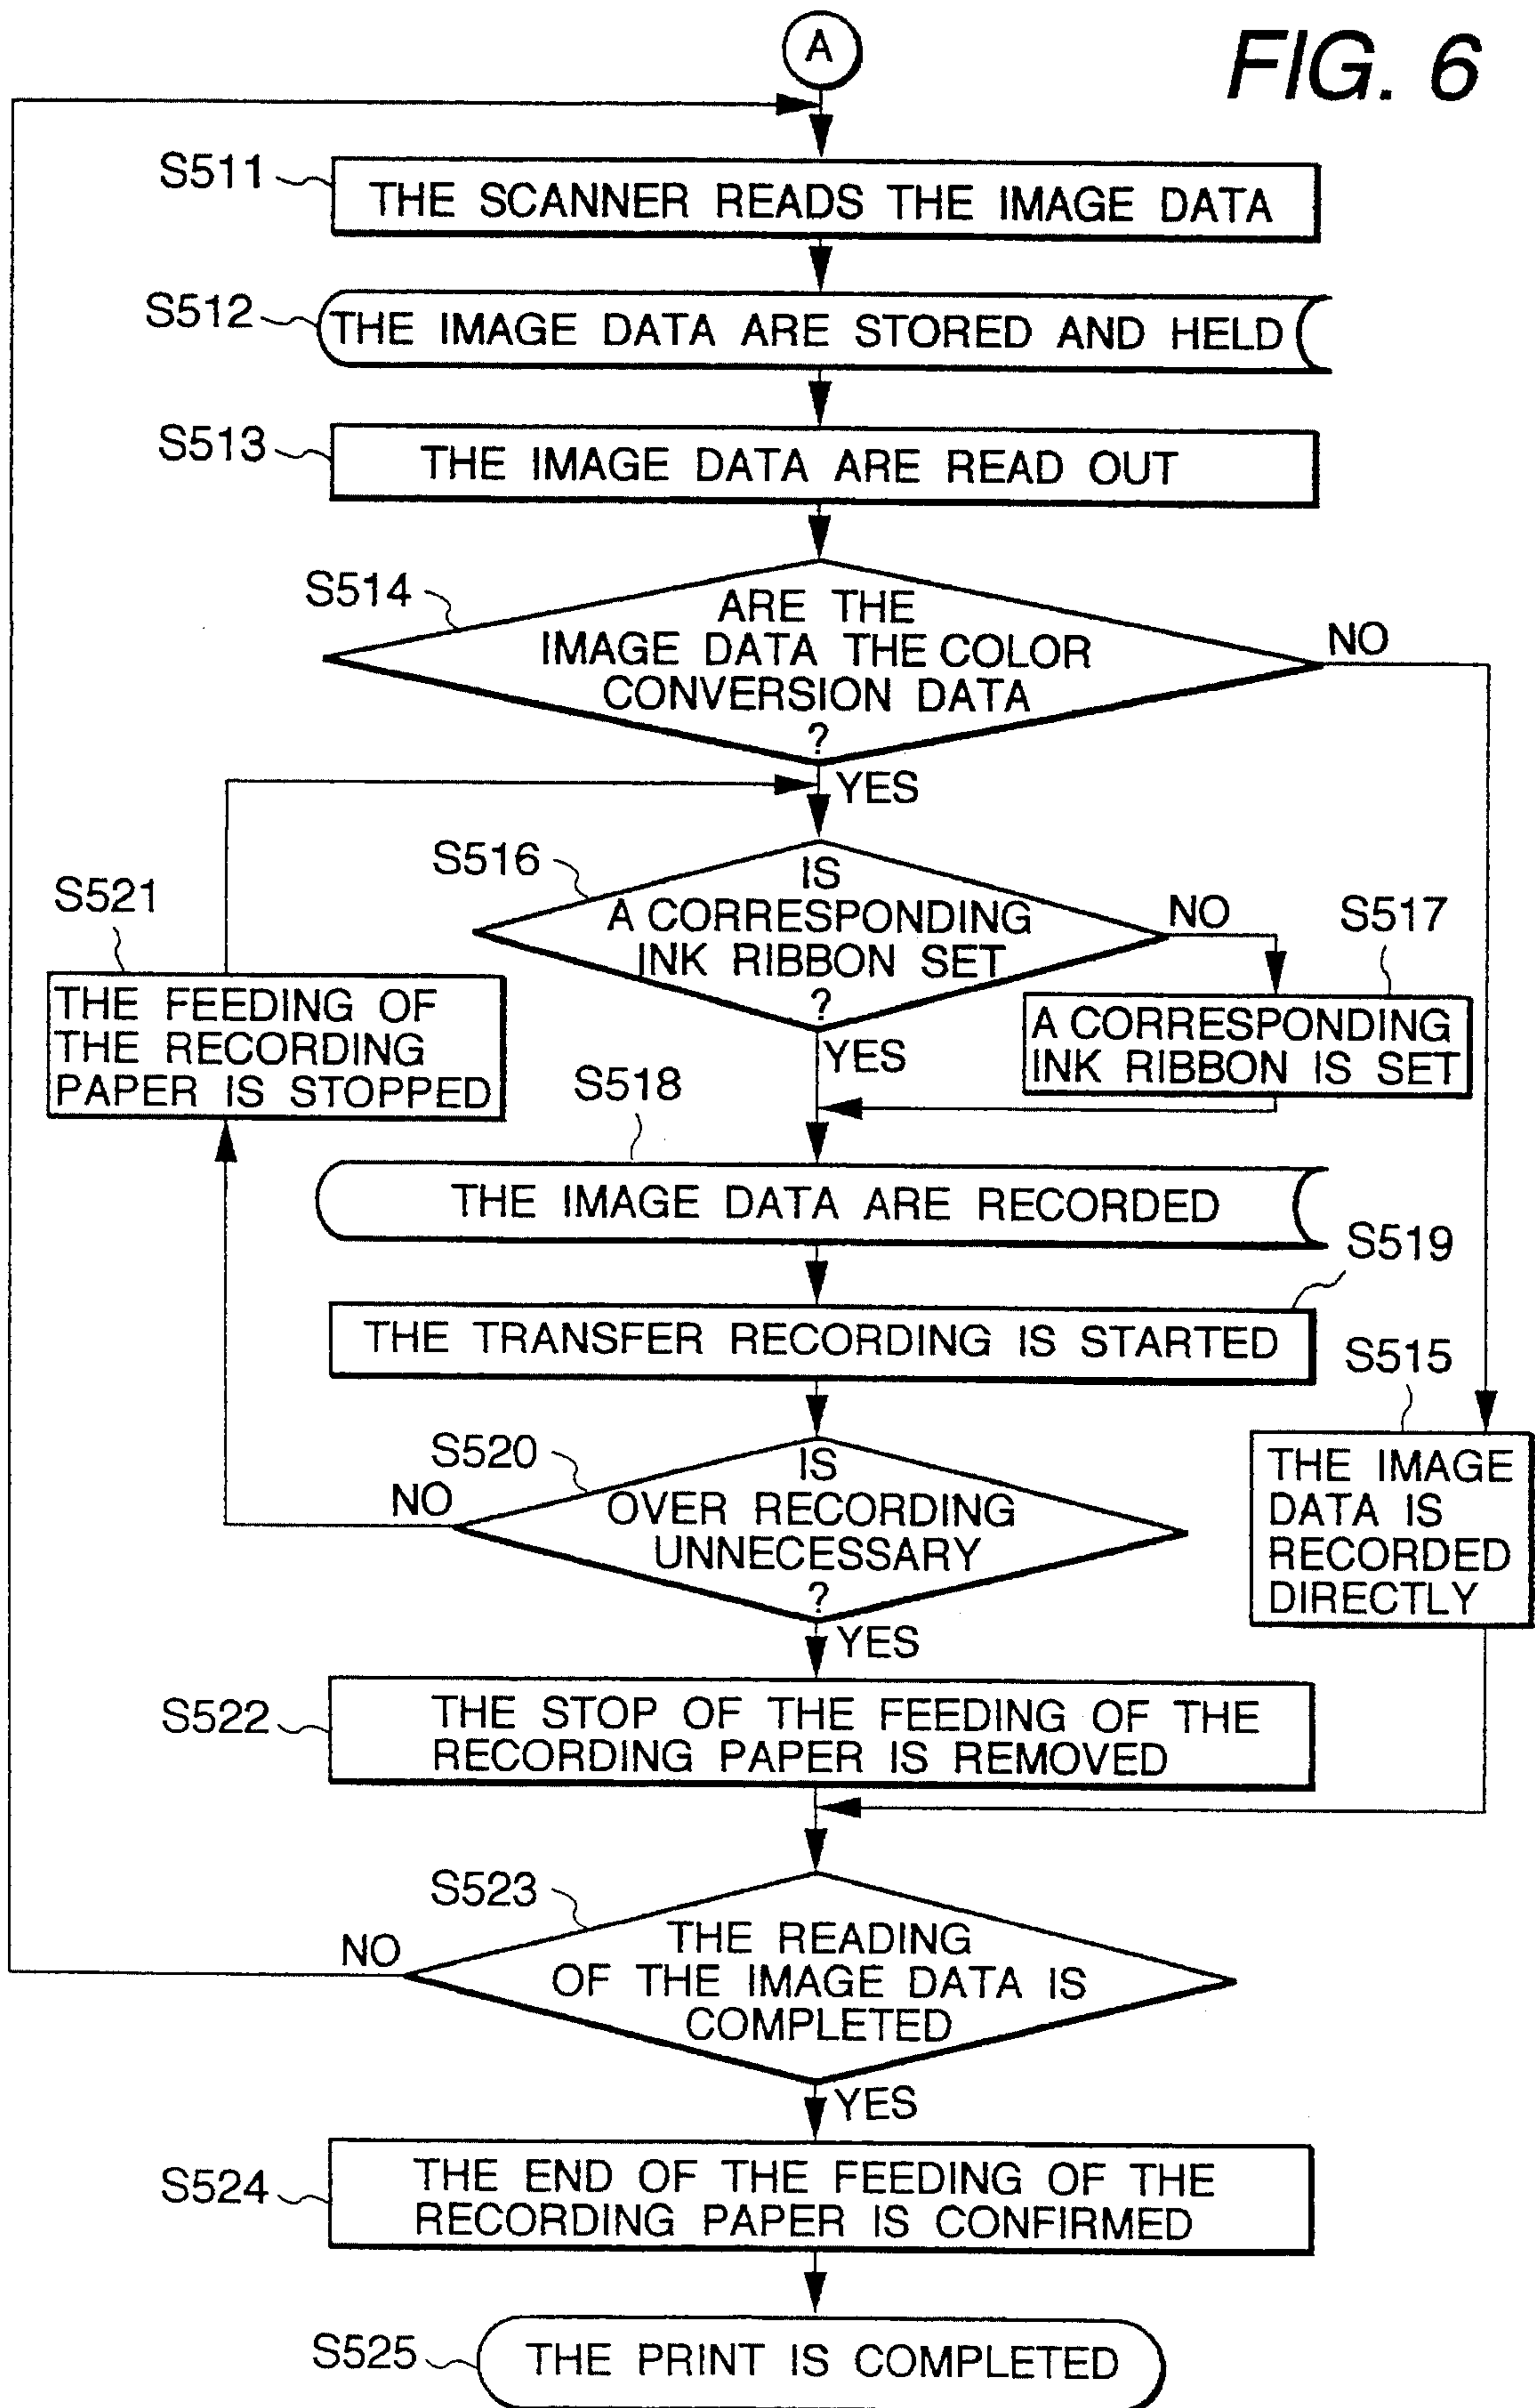 A
FIG. 6
S511
THE SCANNER READS THE IMAGE DATA
S512
THE IMAGE DATA ARE STORED AND HELD
S513
THE IMAGE DATA ARE READ OUT
S514
ARE THE
IMAGE DATA THE COLOR
CONVERSION DATA
?
NO
YES
S516
IS
A CORRESPONDING
INK RIBBON SET
?
NO
YES
S517
A CORRESPONDING
INK RIBBON IS SET
S521
THE FEEDING OF
THE RECORDING
PAPER IS STOPPED
S518
THE IMAGE DATA ARE RECORDED
S519
THE TRANSFER RECORDING IS STARTED
S515
THE IMAGE
DATA IS
RECORDED
DIRECTLY
S520
IS
OVER RECORDING
UNNECESSARY
?
NO
YES
S522
THE STOP OF THE FEEDING OF THE
RECORDING PAPER IS REMOVED
S523
THE READING
OF THE IMAGE DATA IS
COMPLETED
NO
YES
S524
THE END OF THE FEEDING OF THE
RECORDING PAPER IS CONFIRMED
S525
THE PRINT IS COMPLETED